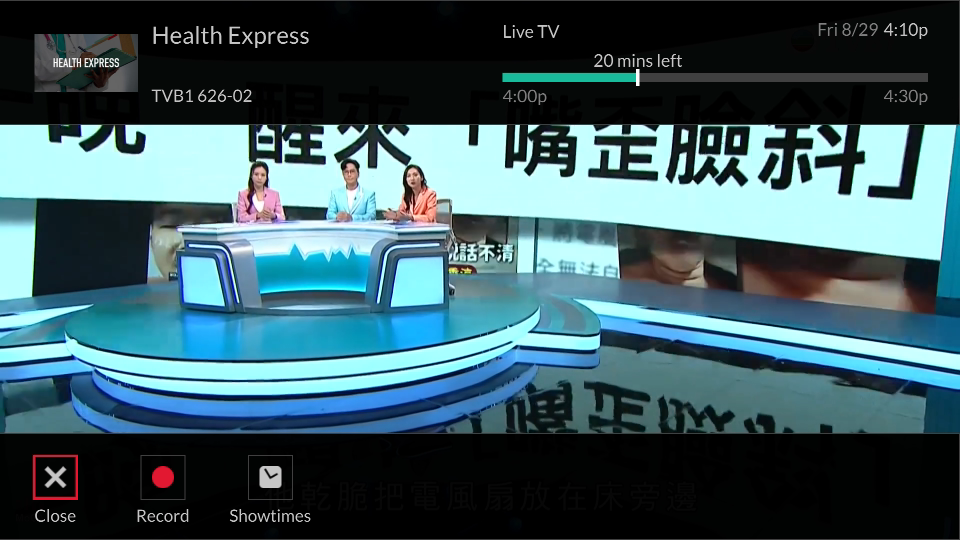 Health Express
HEALTH EXPRESS
TVB1 626-02
Live TV
Fri 8/29 4:10p
20 mins left
4:00p
4:30p
晚 醒來「嘴歪臉斜」
說話不清
全無法自
乾脆把電風扇放在床旁邊
Close
Record
Showtimes